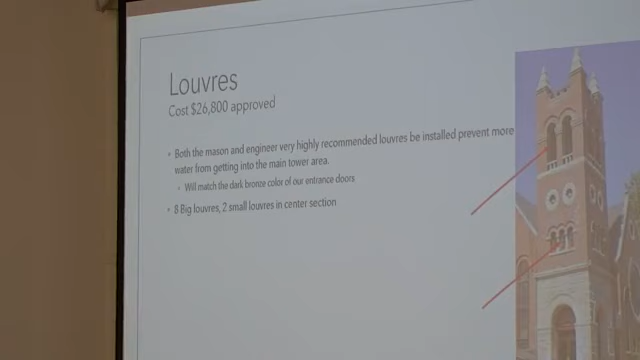 Louvres
Cost $26,800 approved
• Both the mason and engineer very highly recommended louvres be installed prevent more
water from getting into the main tower area.
• Will match the dark bronze color of our entrance doors
• 8 Big louvres, 2 small louvres in center section